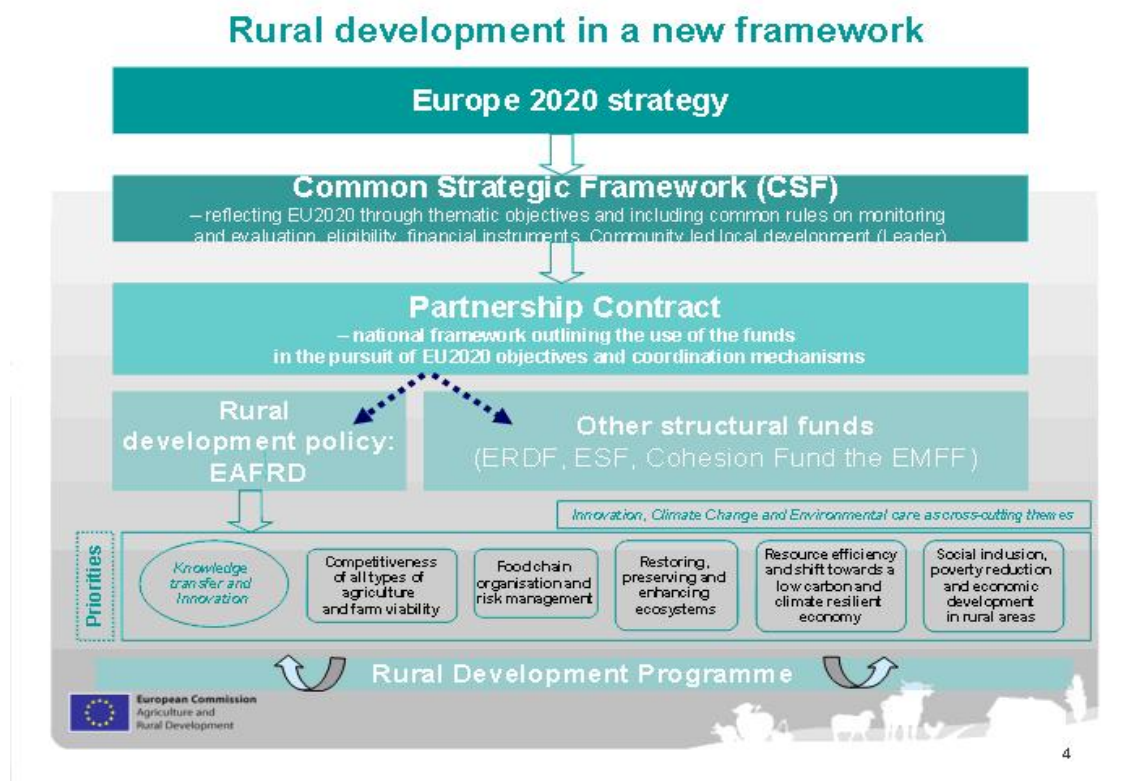 Rural development in a new framework
Europe 2020 strategy
Common Strategic Framework (CSF)
– reflecting EU2020 through thematic objectives and including common rules on monitoring
and evaluation, eligibility, financial instruments, Community led local development (Leader)
Partnership Contract
– national framework outlining the use of the funds
in the pursuit of EU2020 objectives and coordination mechanisms
Rural
development policy:
EAFRD
Other structural funds
(ERDF, ESF, Cohesion Fund the EMFF)
Innovation, Climate Change and Environmental care as cross-cutting themes
Priorities
Knowledge
transfer and
Innovation
Competitiveness
of all types of
agriculture
and farm viability
Food chain
organisation and
risk management
Restoring,
preserving and
enhancing
ecosystems
Resource efficiency
and shift towards a
low carbon and
climate resilient
economy
Social inclusion,
poverty reduction
and economic
development
in rural areas
Rural Development Programme
European Commission
Agriculture and
Rural Development
4